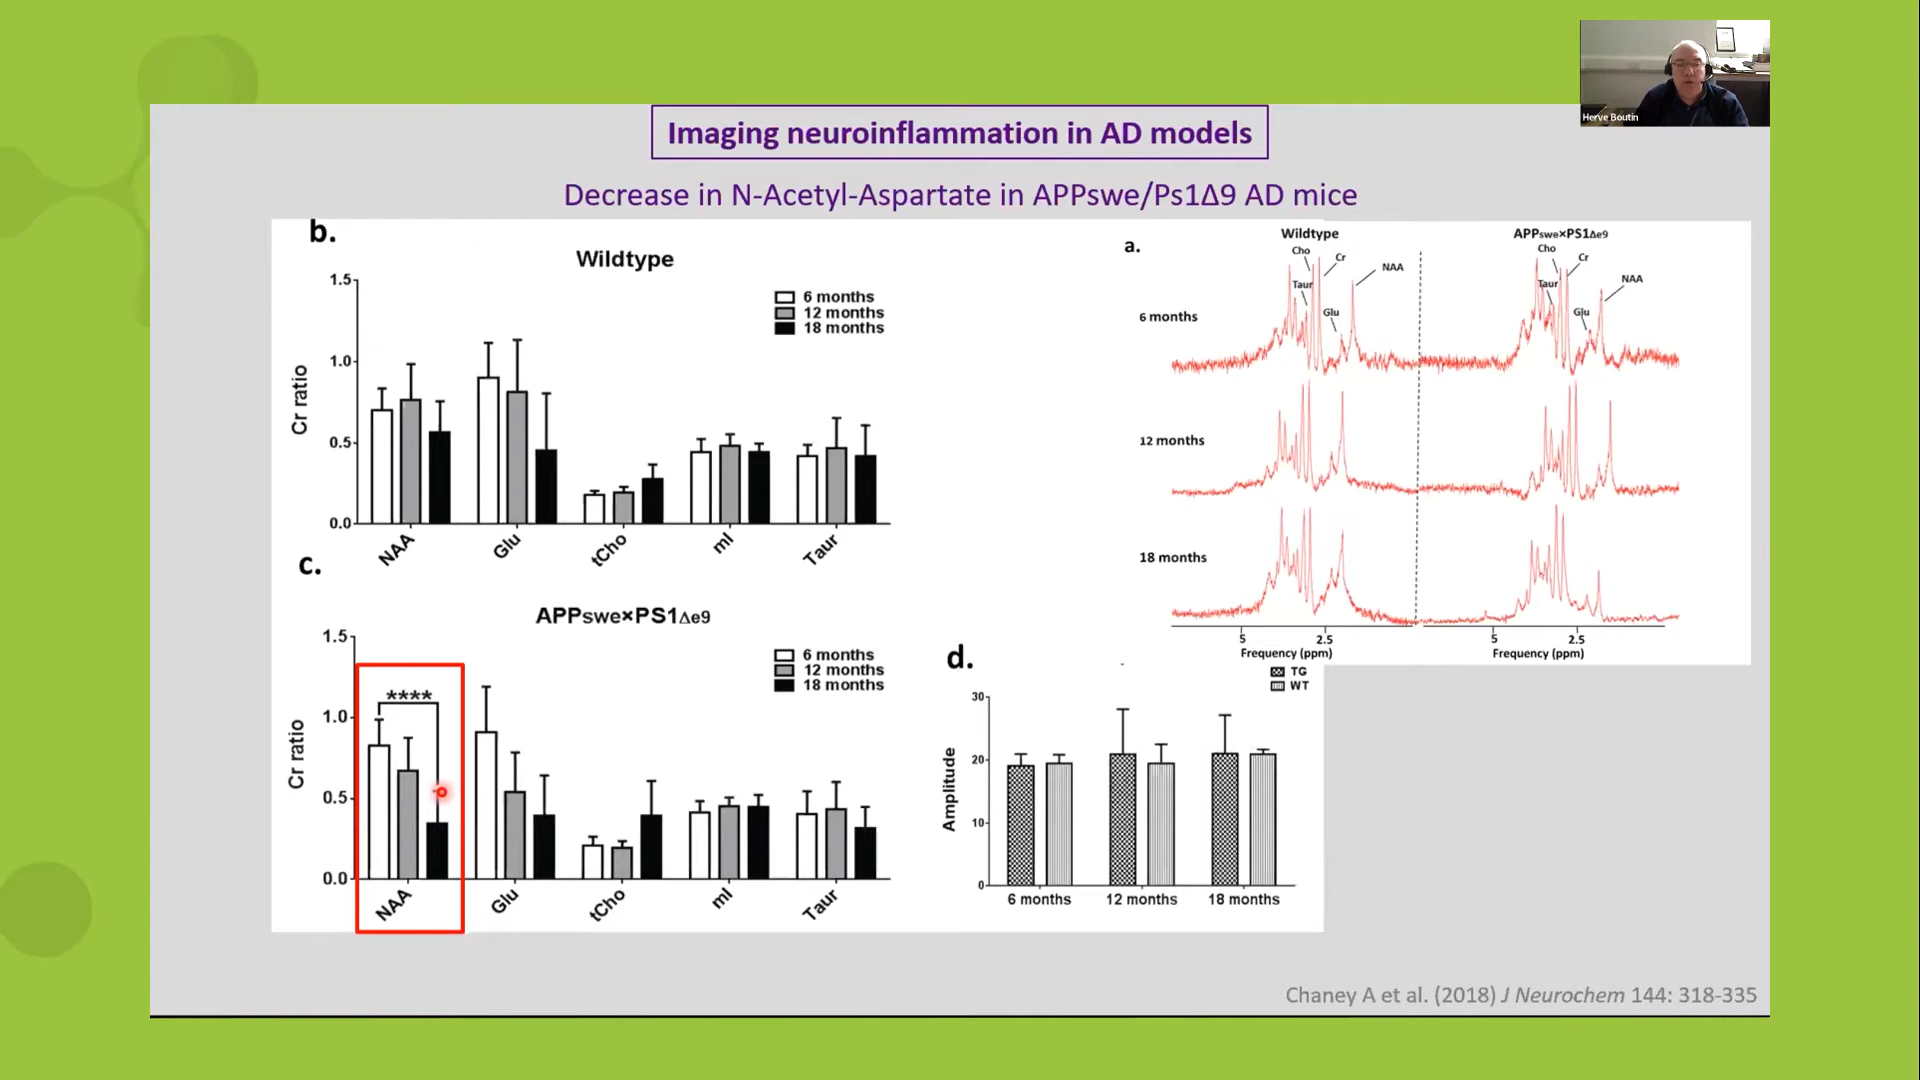 Herve Boutin
Imaging neuroinflammation in AD models
Decrease in N-Acetyl-Aspartate in APPswe/Ps1Δ9 AD mice
b.
Wildtype
6 months
12 months
18 months
Cr ratio
1.5
1.0
0.5
0.0
NAA
Glu
tCho
mI
Taur
c.
APPswe×PS1Δe9
6 months
12 months
18 months
Cr ratio
1.5
1.0
0.5
0.0
****
NAA
Glu
tCho
mI
Taur
a.
Wildtype
APPswe×PS1Δe9
Cho
Cr
NAA
Taur
Glu
Cho
Cr
NAA
Taur
Glu
6 months
12 months
18 months
5
2.5
5
2.5
Frequency (ppm)
Frequency (ppm)
d.
TG
WT
Amplitude
30
20
10
0
6 months
12 months
18 months
Chaney A et al. (2018) J Neurochem 144: 318-335